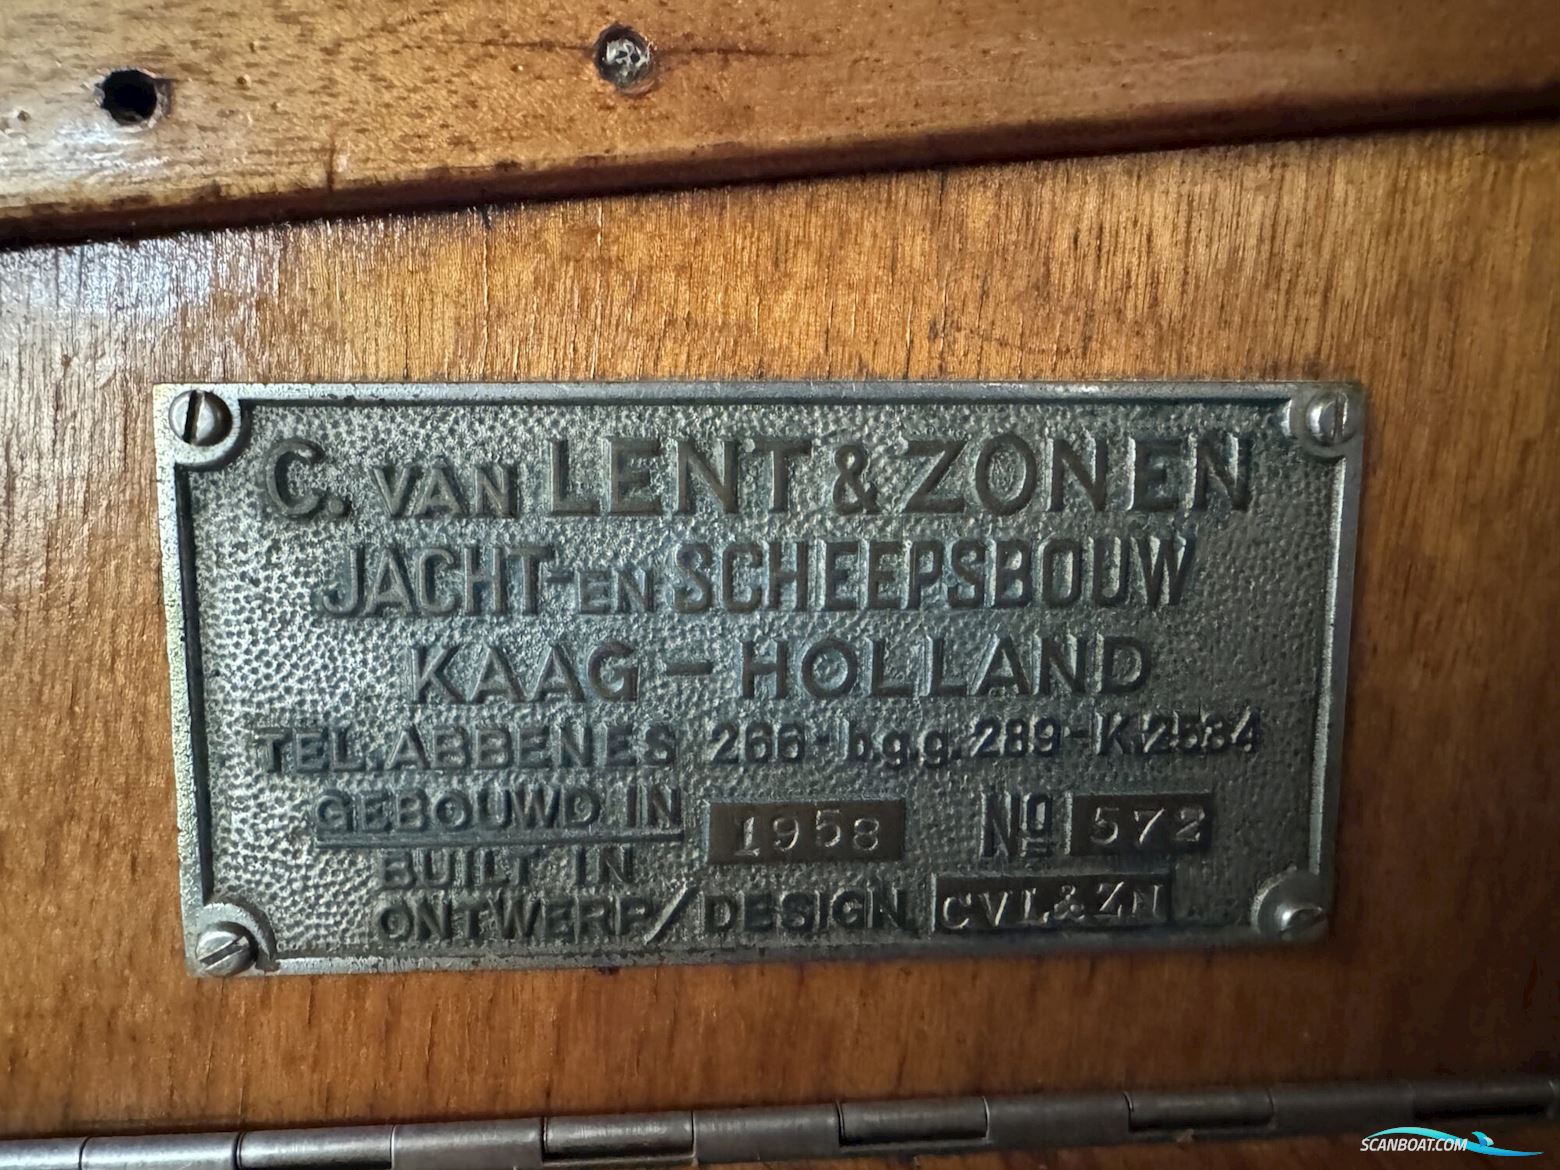 C. VAN LENT & ZONEN
JACHT-EN SCHEEPSBOUW
KAAG - HOLLAND
TEL. ABBENES 266 - b.g.g. 289 - K.2534
GEBOUWD IN 1958 No 572
BUILT IN
ONTWERP/DESIGN CVL&ZN
SCANBOAT.COM